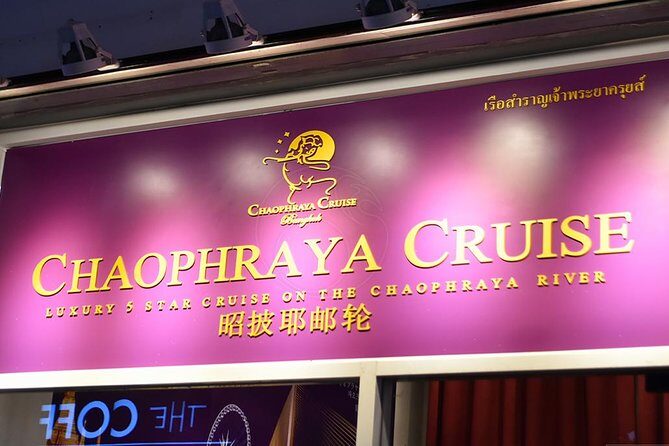 เรือสำราญเจ้าพระยาครุยส์
CHAOPHRAYA CRUISE
Bangkok
CHAOPHRAYA CRUISE
LUXURY 5 STAR CRUISE ON THE CHAOPHRAYA RIVER
昭披耶邮轮
THE COFF